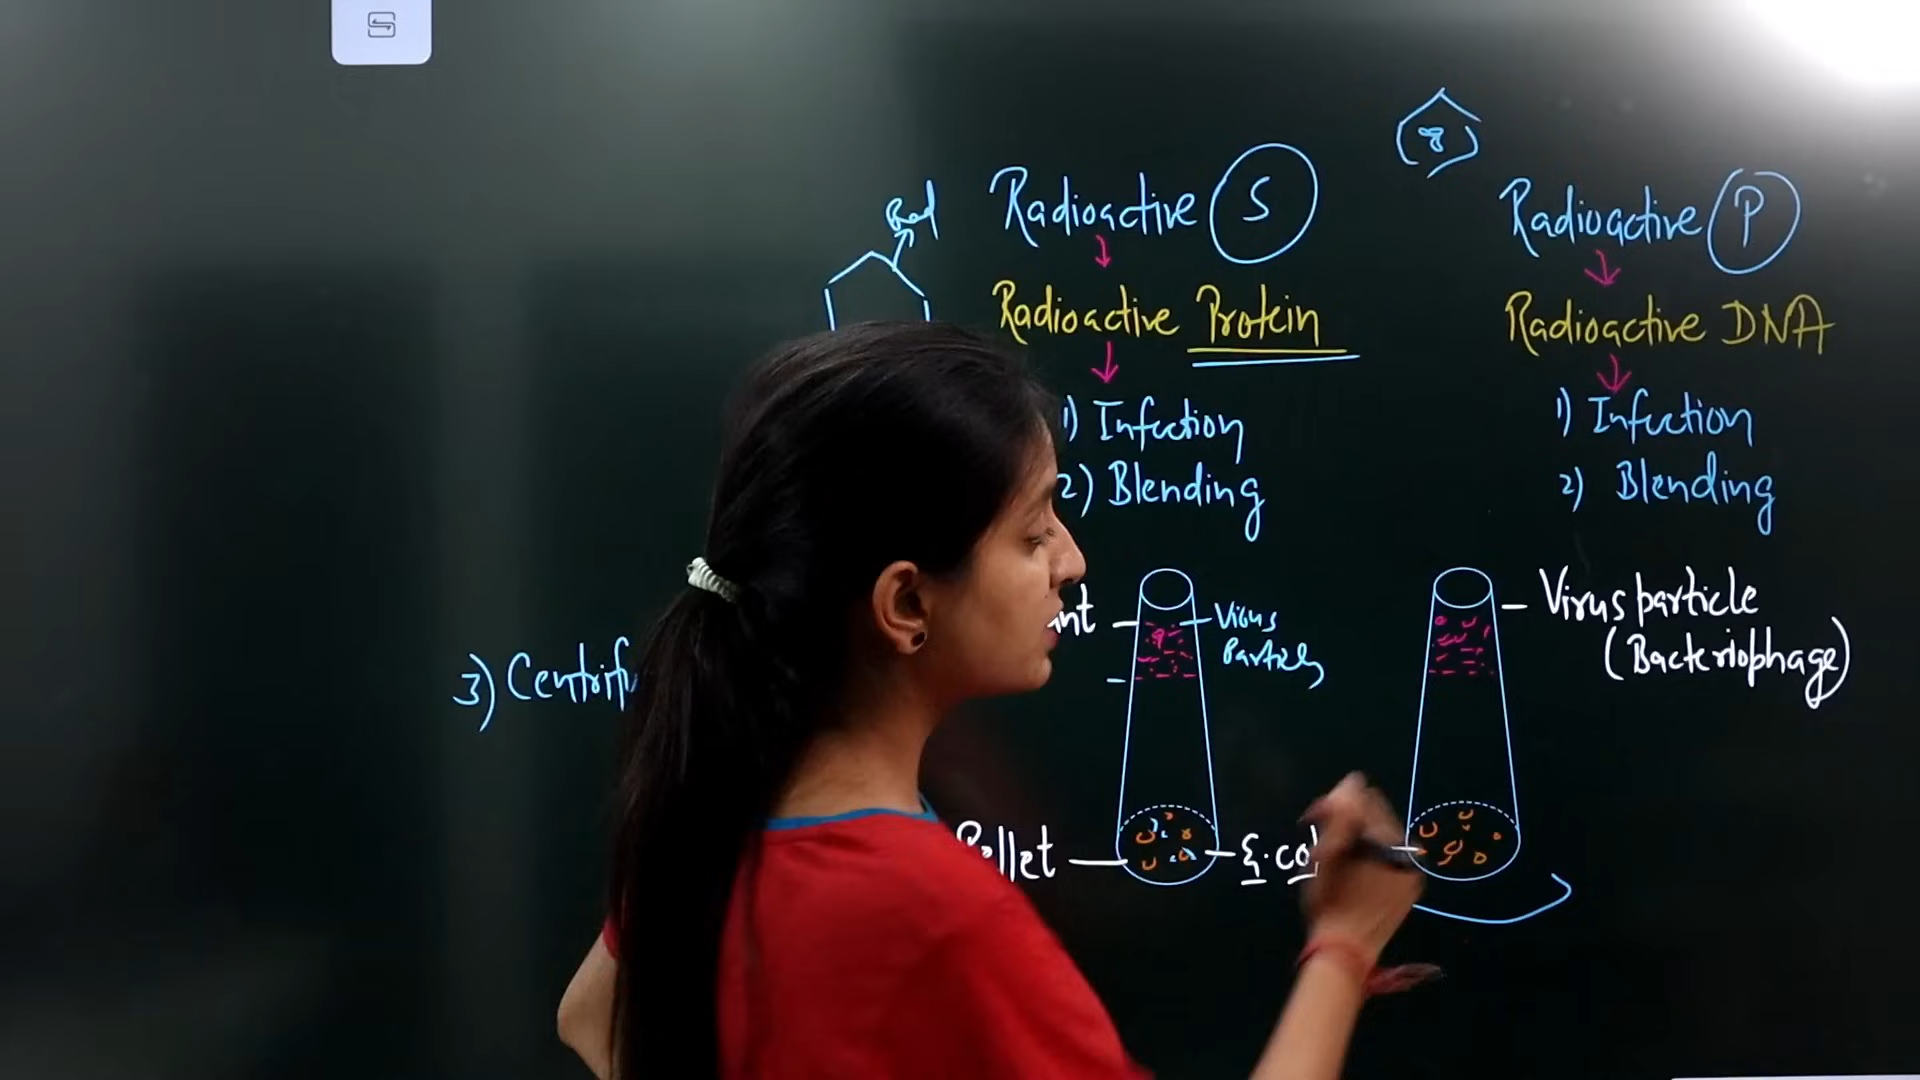 Radioactive S
Radioactive Protein
1) Infection
2) Blending
Virus
Particles
3)
Pellet
E.
Radioactive P
Radioactive DNA
1) Infection
2) Blending
Virus particle
(Bacteriophage)